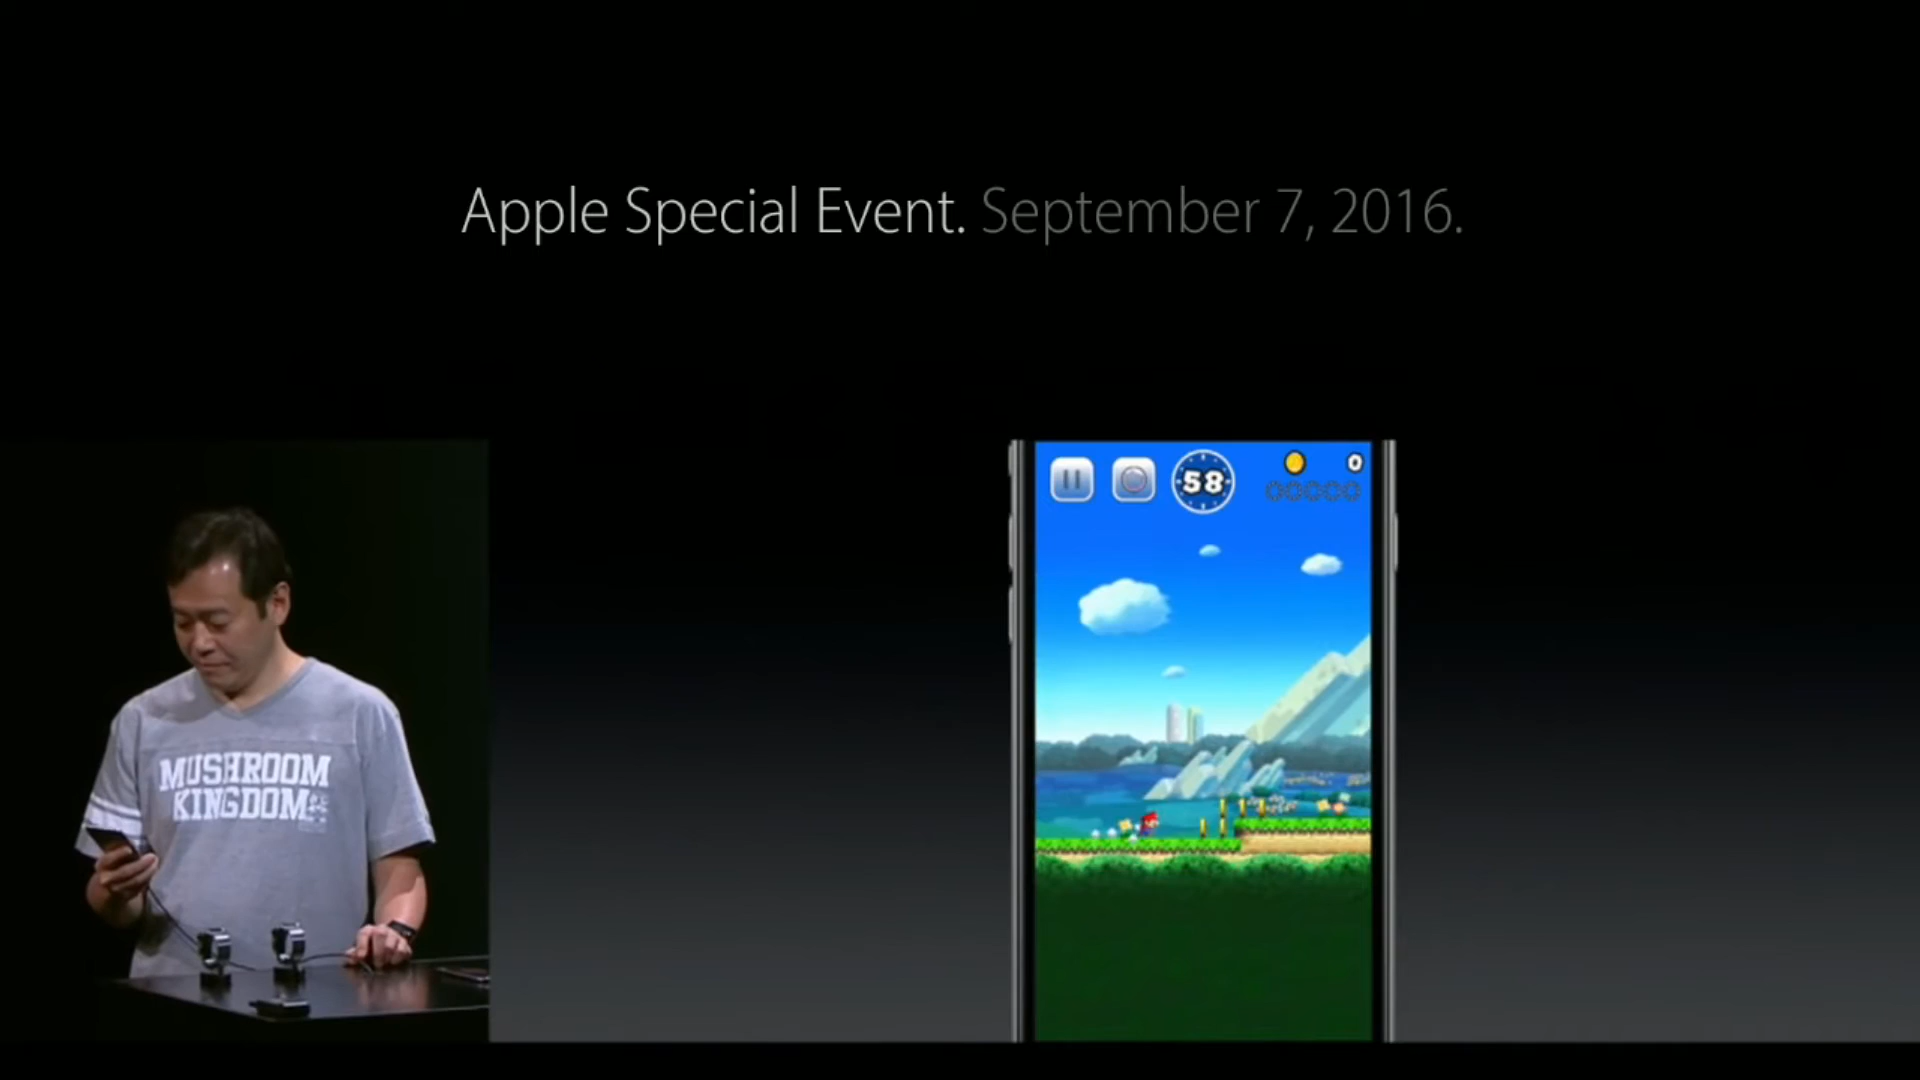 Apple Special Event. September 7, 2016.
58
0
MUSHROOM
KINGDOM